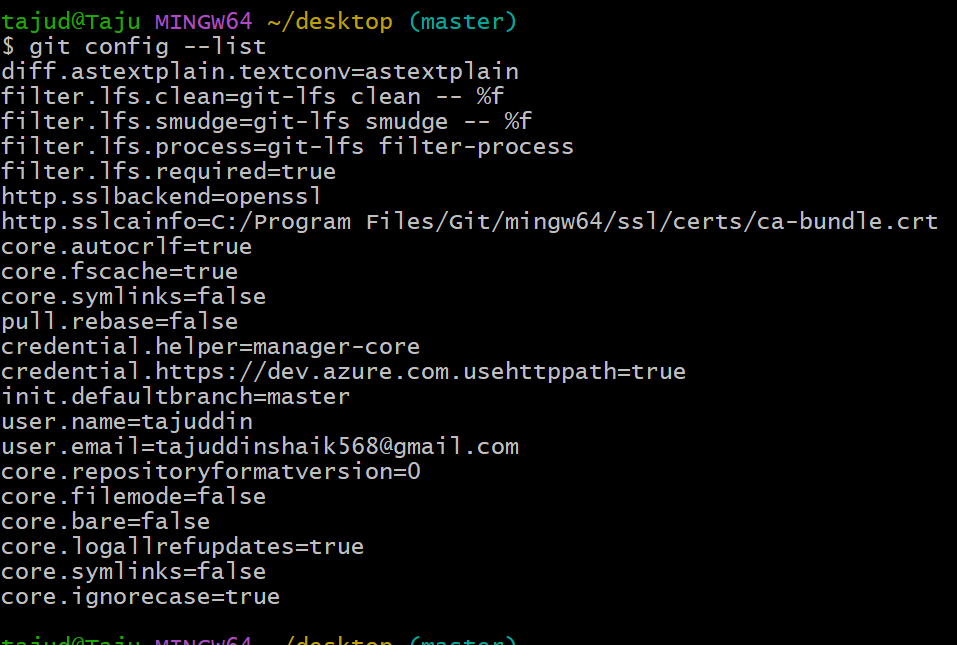 tajud@Taju MINGW64 ~/desktop (master)
$ git config --list
diff.astextplain.textconv=astextplain
filter.lfs.clean=git-lfs clean -- %f
filter.lfs.smudge=git-lfs smudge -- %f
filter.lfs.process=git-lfs filter-process
filter.lfs.required=true
http.sslbackend=openssl
http.sslcainfo=C:/Program Files/Git/mingw64/ssl/certs/ca-bundle.crt
core.autocrlf=true
core.fscache=true
core.symlinks=false
pull.rebase=false
credential.helper=manager-core
credential.https://dev.azure.com.usehttppath=true
init.defaultbranch=master
user.name=tajuddin
user.email=tajuddinshaik568@gmail.com
core.repositoryformatversion=0
core.filemode=false
core.bare=false
core.logallrefupdates=true
core.symlinks=false
core.ignorecase=true
tajud@Taju MINGW64 ~/desktop (master)